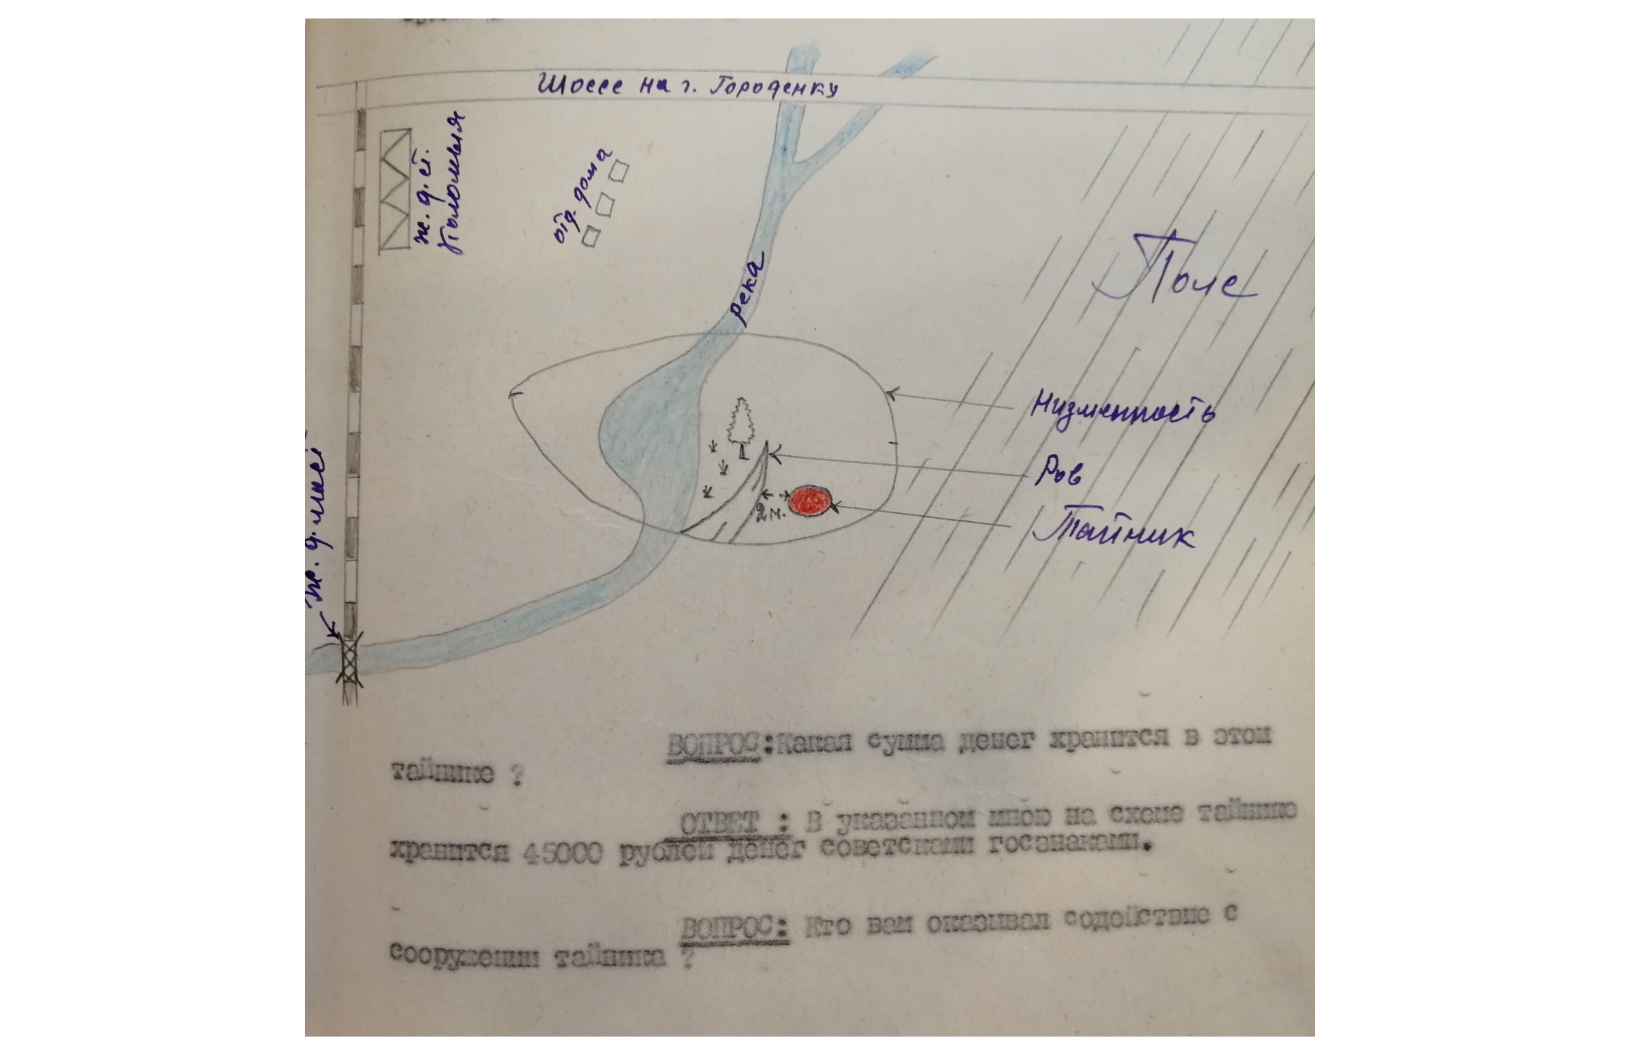 Шоссе на г. Городенку
ж.д.ст.
Коломыя
отд. дома
река
Поле
Низменность
Ров
2 м.
Тайник
ж.д. мост
ВОПРОС: Какая сумма денег хранится в этом
тайнике ?
ОТВЕТ : В указанном мною на схеме тайнике
хранится 45000 рублей денег советскими госзнаками.
ВОПРОС: Кто вам оказывал содействие с
сооружении тайника ?